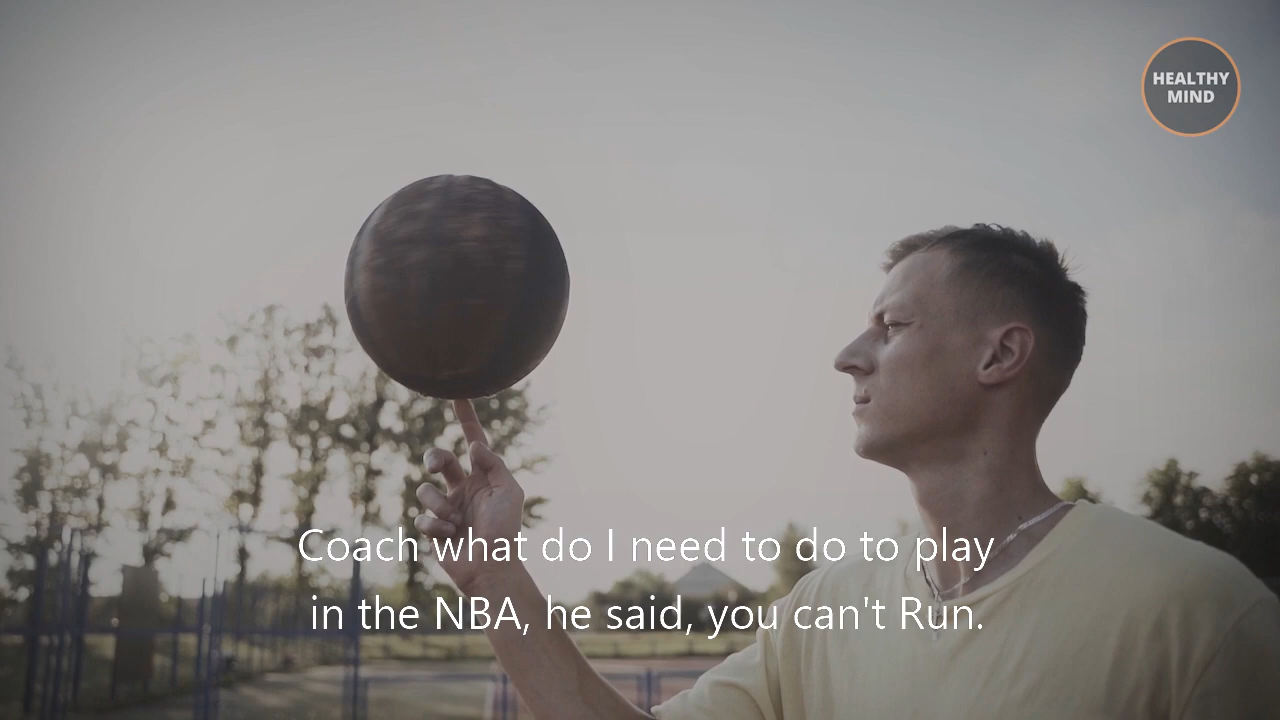 HEALTHY
MIND
Coach what do I need to do to play
in the NBA, he said, you can't Run.